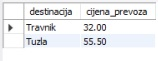 destinacija cijena_prevoza
Travnik 32.00
Tuzla 55.50